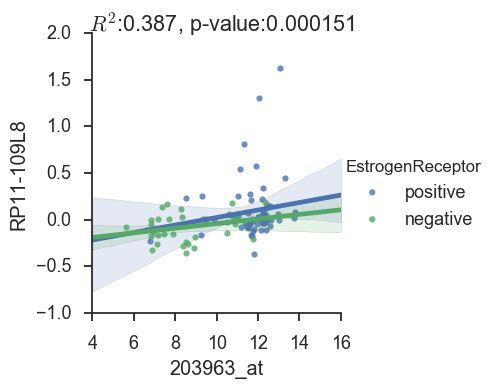 R²:0.387, p-value:0.000151
2.0
1.5
1.0
0.5
0.0
−0.5
−1.0
RP11-109L8
4 6 8 10 12 14 16
203963_at
EstrogenReceptor
positive
negative